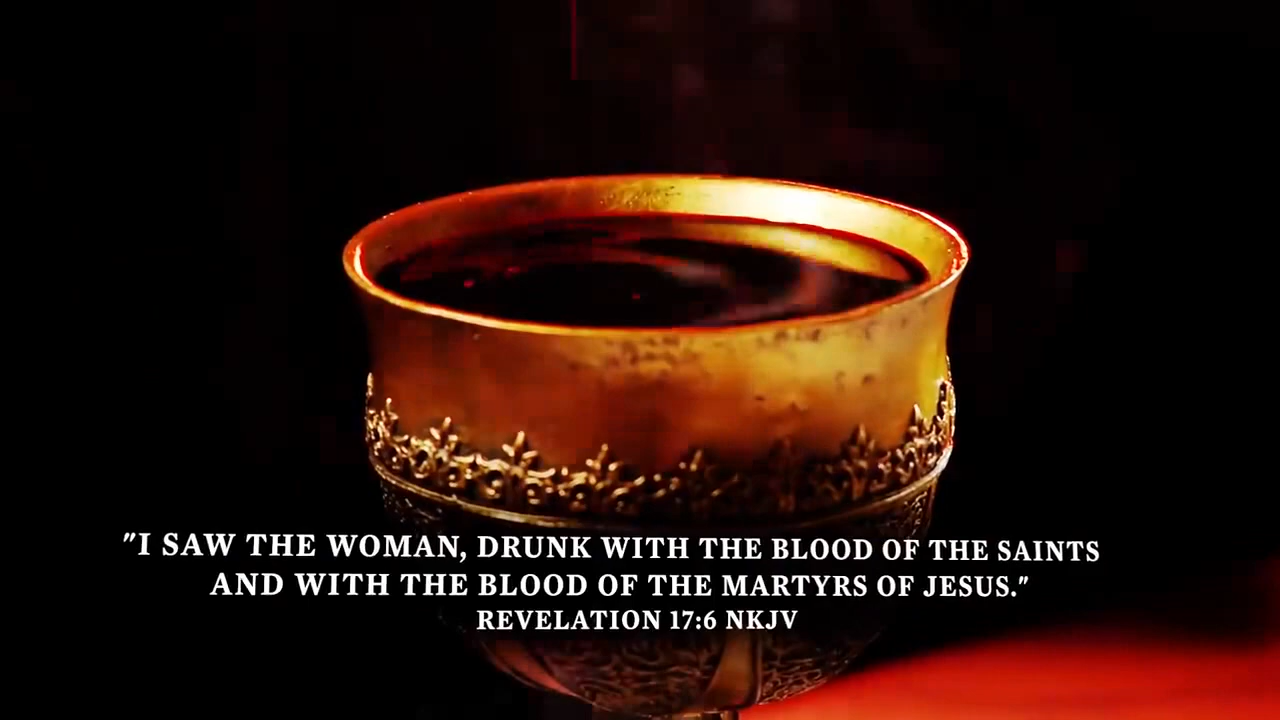 "I SAW THE WOMAN, DRUNK WITH THE BLOOD OF THE SAINTS
AND WITH THE BLOOD OF THE MARTYRS OF JESUS."
REVELATION 17:6 NKJV